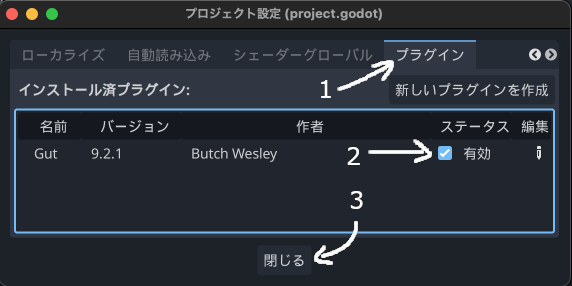 プロジェクト設定 (project.godot)
ローカライズ 自動読み込み シェーダーグローバル プラグイン
インストール済プラグイン: 1 新しいプラグインを作成
名前 バージョン 作者 ステータス 編集
Gut 9.2.1 Butch Wesley 2 有効
3
閉じる